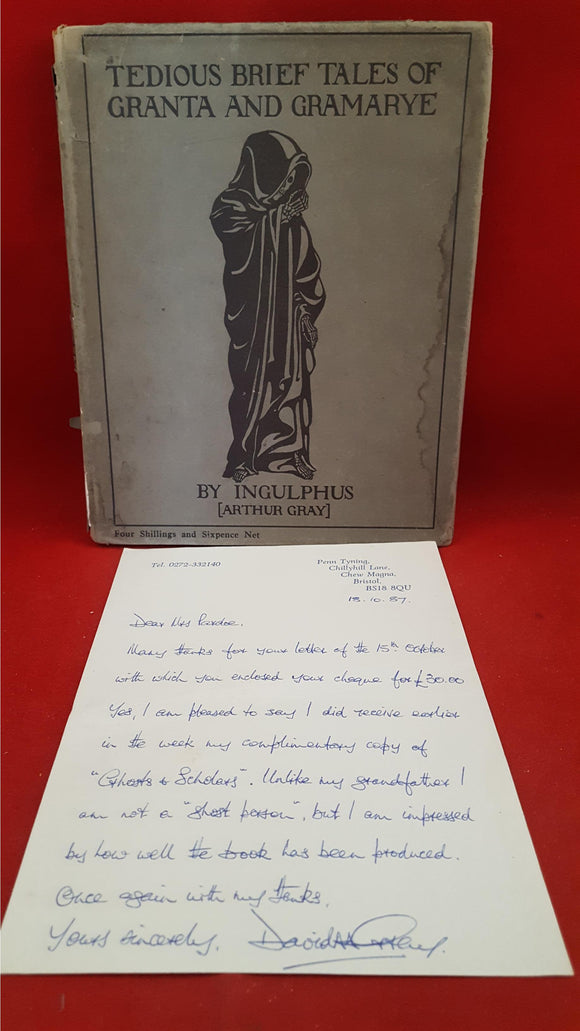 TEDIOUS BRIEF TALES OF
GRANTA AND GRAMARYE
BY INGULPHUS
[ARTHUR GRAY]
Four Shillings and Sixpence Net
Tel. 0272-332140
Penn Tyning,
Chillyhill Lane,
Chew Magna,
Bristol,
BS18 8QU
18.10.87.
Dear Mrs Pardoe.
Many thanks for your letter of the 15th October
with which you enclosed your cheque for £30.00
Yes, I am pleased to say I did receive earlier
in the week my complimentary copy of
"Ghosts & Scholars". Unlike my grandfather I
am not a "ghost person", but I am impressed
by how well the book has been produced.
Once again with my thanks.
Yours sincerely, David Gray.